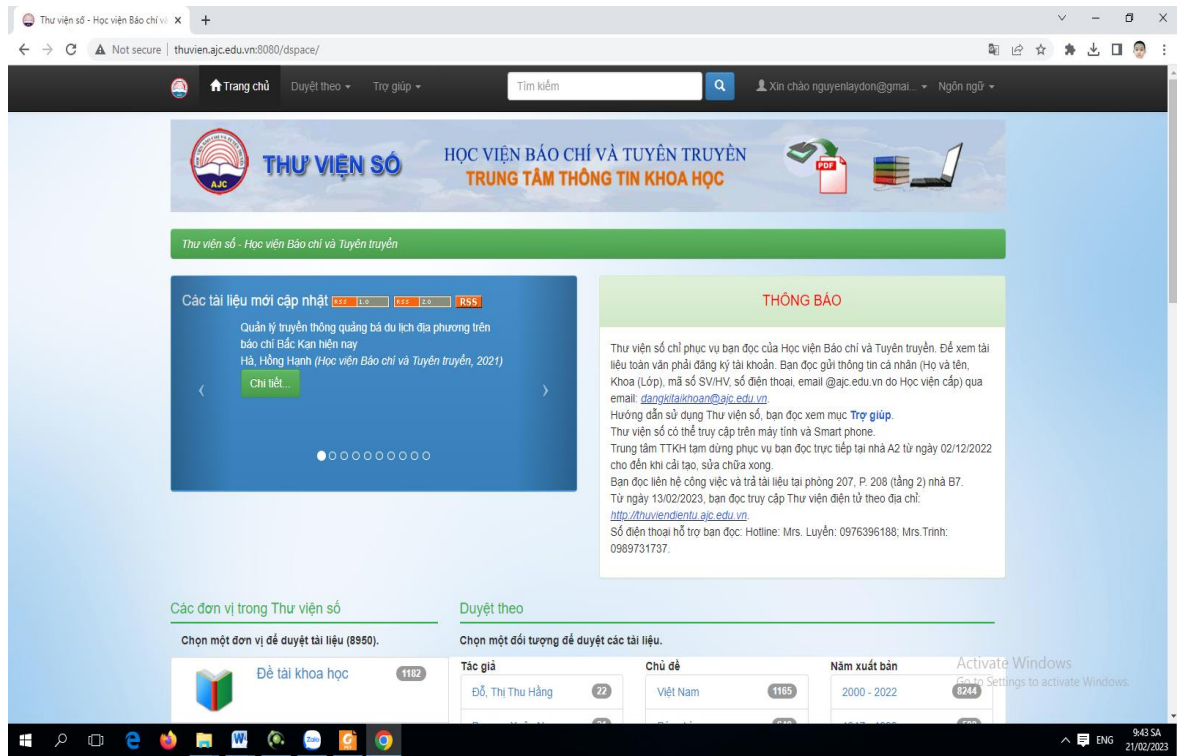 Thư viện số - Học viện Báo chí và
Not secure | thuvien.ajc.edu.vn:8080/dspace/
Trang chủ Duyệt theo Trợ giúp Tìm kiếm Xin chào nguyenlaydon@gmai... Ngôn ngữ
AJC
THƯ VIỆN SỐ
HỌC VIỆN BÁO CHÍ VÀ TUYÊN TRUYỀN
TRUNG TÂM THÔNG TIN KHOA HỌC
PDF
Thư viện số - Học viện Báo chí và Tuyên truyền
Các tài liệu mới cập nhật RSS 1.0 RSS 2.0 RSS
Quản lý truyền thông quảng bá du lịch địa phương trên
báo chí Bắc Kạn hiện nay
Hà, Hồng Hạnh (Học viện Báo chí và Tuyên truyền, 2021)
Chi tiết...
THÔNG BÁO
Thư viện số chỉ phục vụ bạn đọc của Học viện Báo chí và Tuyên truyền. Để xem tài
liệu toàn văn phải đăng ký tài khoản. Bạn đọc gửi thông tin cá nhân (Họ và tên,
Khoa (Lớp), mã số SV/HV, số điện thoại, email @ajc.edu.vn do Học viện cấp) qua
email: dangkitaikhoan@ajc.edu.vn.
Hướng dẫn sử dụng Thư viện số, bạn đọc xem mục Trợ giúp.
Thư viện số có thể truy cập trên máy tính và Smart phone.
Trung tâm TTKH tạm dừng phục vụ bạn đọc trực tiếp tại nhà A2 từ ngày 02/12/2022
cho đến khi cải tạo, sửa chữa xong.
Bạn đọc liên hệ công việc và trả tài liệu tại phòng 207, P. 208 (tầng 2) nhà B7.
Từ ngày 13/02/2023, bạn đọc truy cập Thư viện điện tử theo địa chỉ:
http://thuviendientu.ajc.edu.vn.
Số điện thoại hỗ trợ bạn đọc: Hotline: Mrs. Luyến: 0976396188; Mrs.Trinh:
0989731737.
Các đơn vị trong Thư viện số
Chọn một đơn vị để duyệt tài liệu (8950).
Đề tài khoa học 1182
Duyệt theo
Chọn một đối tượng để duyệt các tài liệu.
Tác giả Chủ đề Năm xuất bản
Đỗ, Thị Thu Hằng 22 Việt Nam 1165 2000 - 2022 8244
Activate Windows
Go to Settings to activate Windows.
Zalo
ENG
9:43 SA
21/02/2023